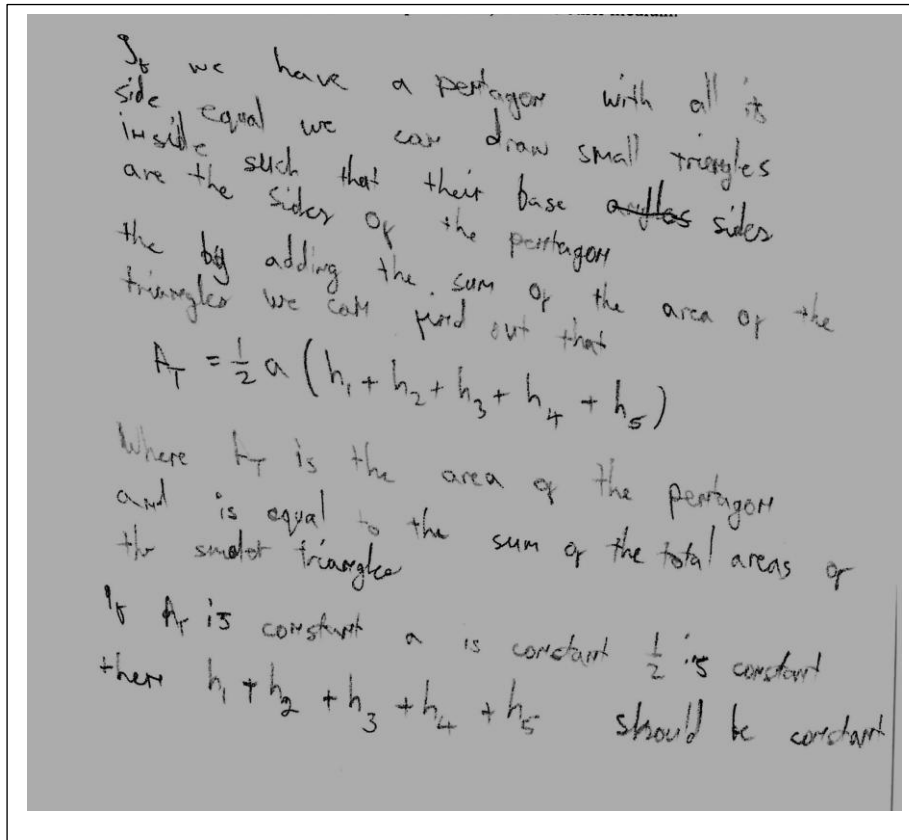 If we have a pentagon with all its
side equal we can draw small triangles
inside such that their base angles sides
are the sides of the pentagon
the by adding the sum of the area of the
triangles we can find out that
A_T = 1/2 a (h_1 + h_2 + h_3 + h_4 + h_5)
Where A_T is the area of the pentagon
and is equal to the sum of the total areas of
the triangles
If A_T is constant a is constant 1/2 is constant
then h_1 + h_2 + h_3 + h_4 + h_5 should be constant